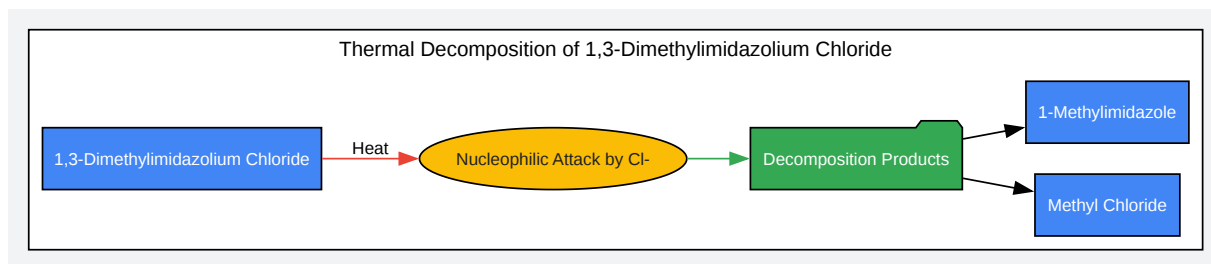 Thermal Decomposition of 1,3-Dimethylimidazolium Chloride
1,3-Dimethylimidazolium Chloride
Heat
Nucleophilic Attack by Cl-
Decomposition Products
1-Methylimidazole
Methyl Chloride